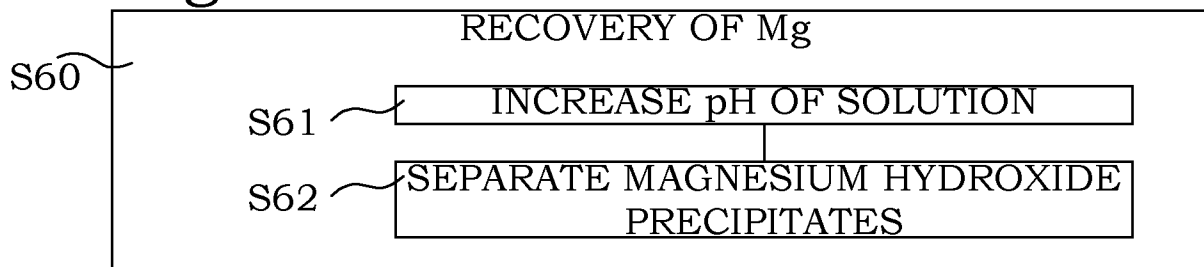 RECOVERY OF Mg
S60
S61
INCREASE pH OF SOLUTION
S62
SEPARATE MAGNESIUM HYDROXIDE
PRECIPITATES